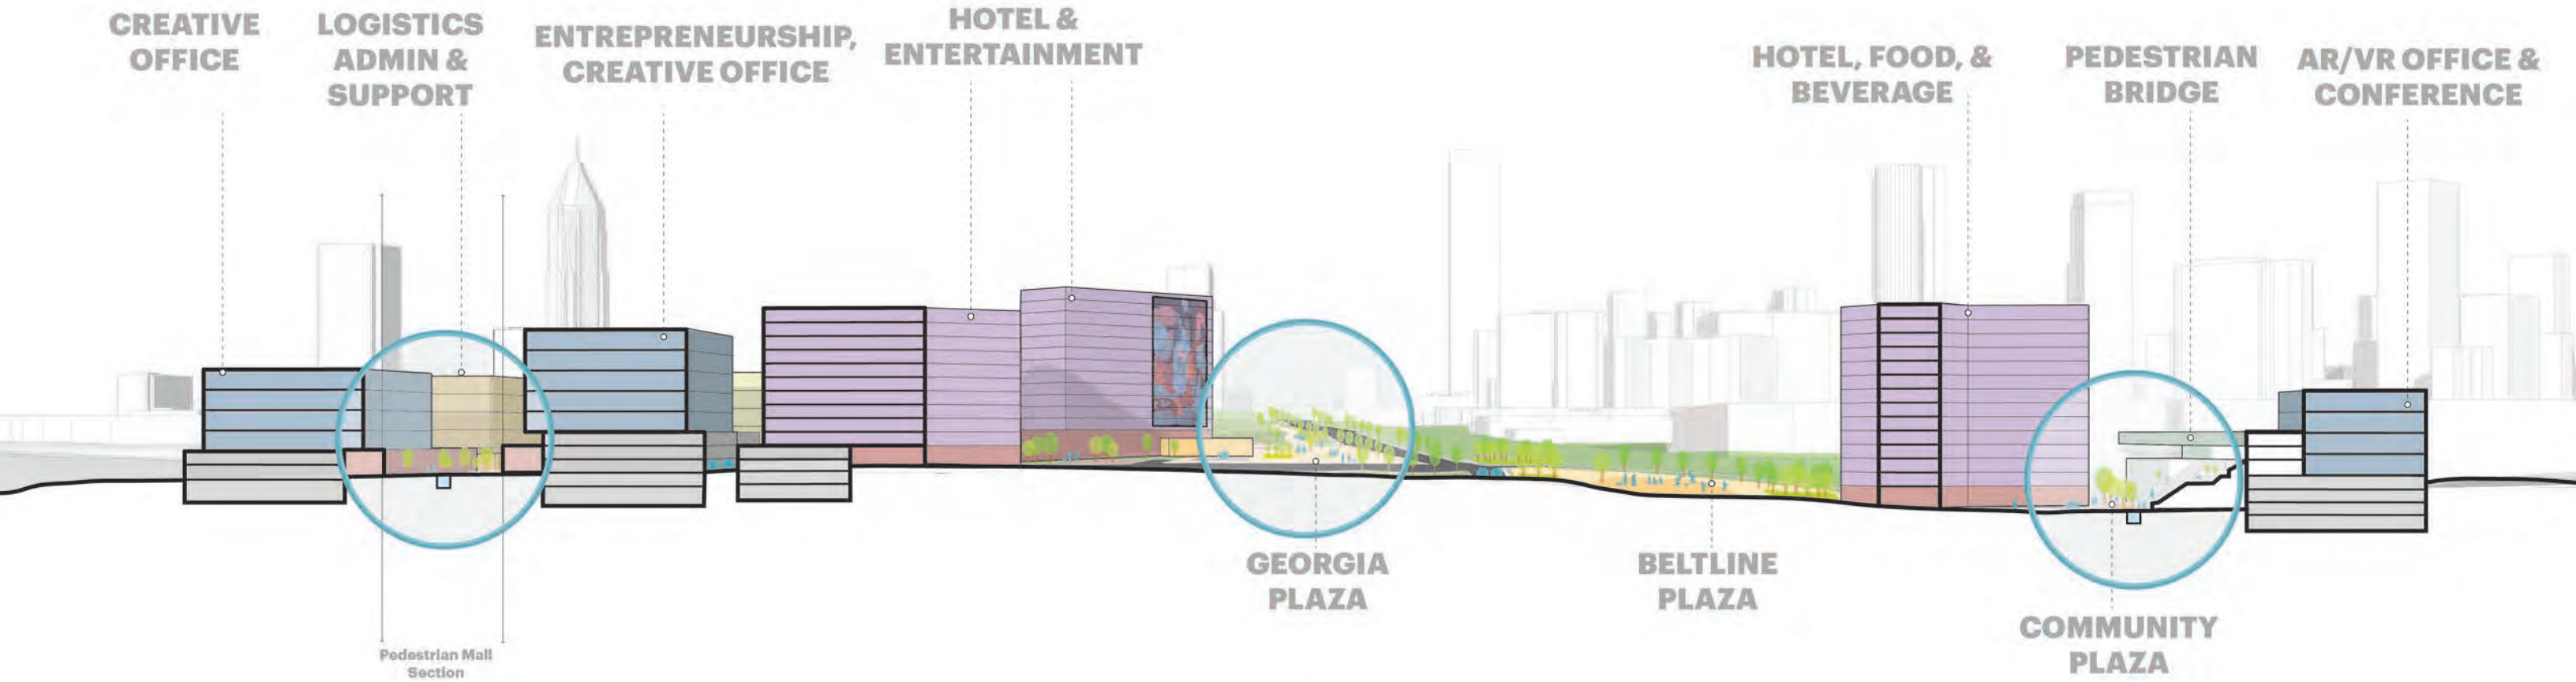 CREATIVE
OFFICE
LOGISTICS
ADMIN &
SUPPORT
ENTREPRENEURSHIP,
CREATIVE OFFICE
HOTEL &
ENTERTAINMENT
HOTEL, FOOD, &
BEVERAGE
PEDESTRIAN
BRIDGE
AR/VR OFFICE &
CONFERENCE
GEORGIA
PLAZA
BELTLINE
PLAZA
COMMUNITY
PLAZA
Pedestrian Mall
Section